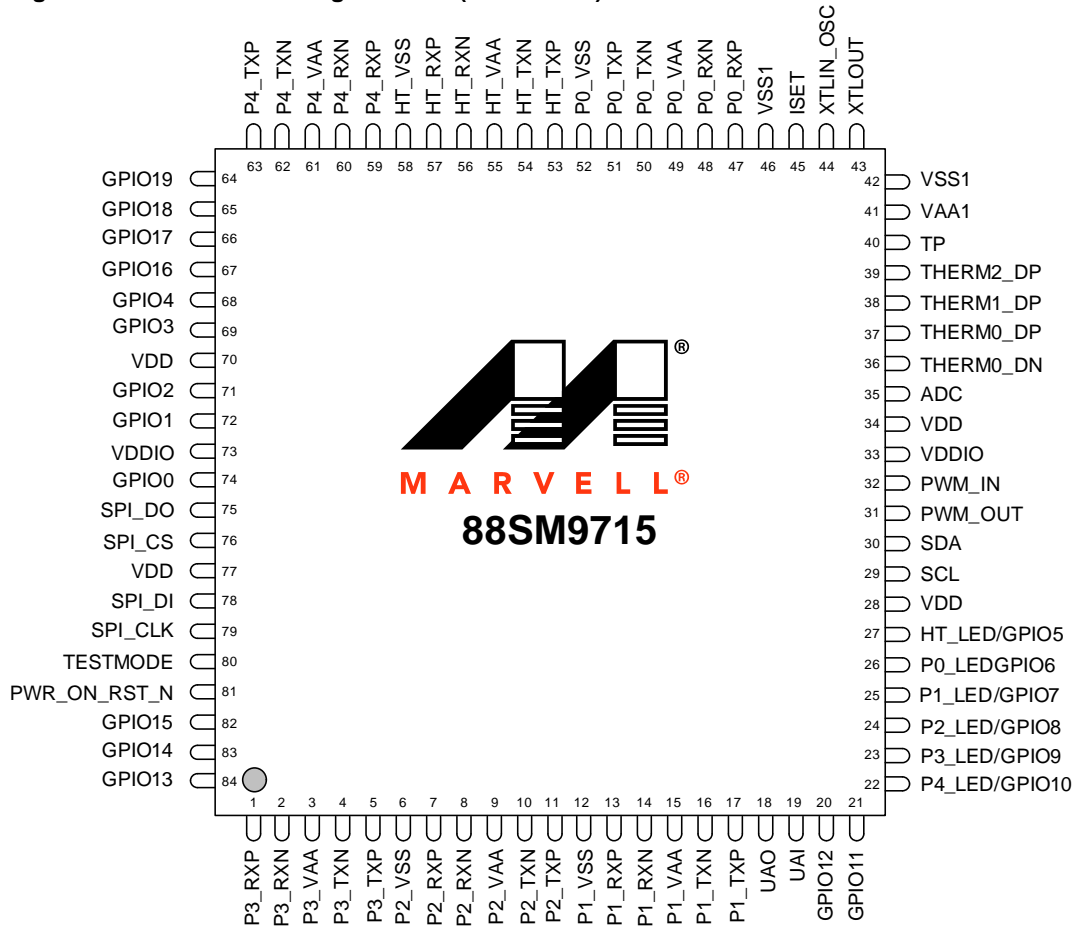 P4_TXP
P4_TXN
P4_VAA
P4_RXN
P4_RXP
HT_VSS
HT_RXP
HT_RXN
HT_VAA
HT_TXN
HT_TXP
P0_VSS
P0_TXP
P0_TXN
P0_VAA
P0_RXN
P0_RXP
VSS1
ISET
XTLIN_OSC
XTLOUT
63 62 61 60 59 58 57 56 55 54 53 52 51 50 49 48 47 46 45 44 43
GPIO19 64
GPIO18 65
GPIO17 66
GPIO16 67
GPIO4 68
GPIO3 69
VDD 70
GPIO2 71
GPIO1 72
VDDIO 73
GPIO0 74
SPI_DO 75
SPI_CS 76
VDD 77
SPI_DI 78
SPI_CLK 79
TESTMODE 80
PWR_ON_RST_N 81
GPIO15 82
GPIO14 83
GPIO13 84
®
MARVELL®
88SM9715
42 VSS1
41 VAA1
40 TP
39 THERM2_DP
38 THERM1_DP
37 THERM0_DP
36 THERM0_DN
35 ADC
34 VDD
33 VDDIO
32 PWM_IN
31 PWM_OUT
30 SDA
29 SCL
28 VDD
27 HT_LED/GPIO5
26 P0_LEDGPIO6
25 P1_LED/GPIO7
24 P2_LED/GPIO8
23 P3_LED/GPIO9
22 P4_LED/GPIO10
1 2 3 4 5 6 7 8 9 10 11 12 13 14 15 16 17 18 19 20 21
P3_RXP
P3_RXN
P3_VAA
P3_TXN
P3_TXP
P2_VSS
P2_RXP
P2_RXN
P2_VAA
P2_TXN
P2_TXP
P1_VSS
P1_RXP
P1_RXN
P1_VAA
P1_TXN
P1_TXP
UAO
UAI
GPIO12
GPIO11